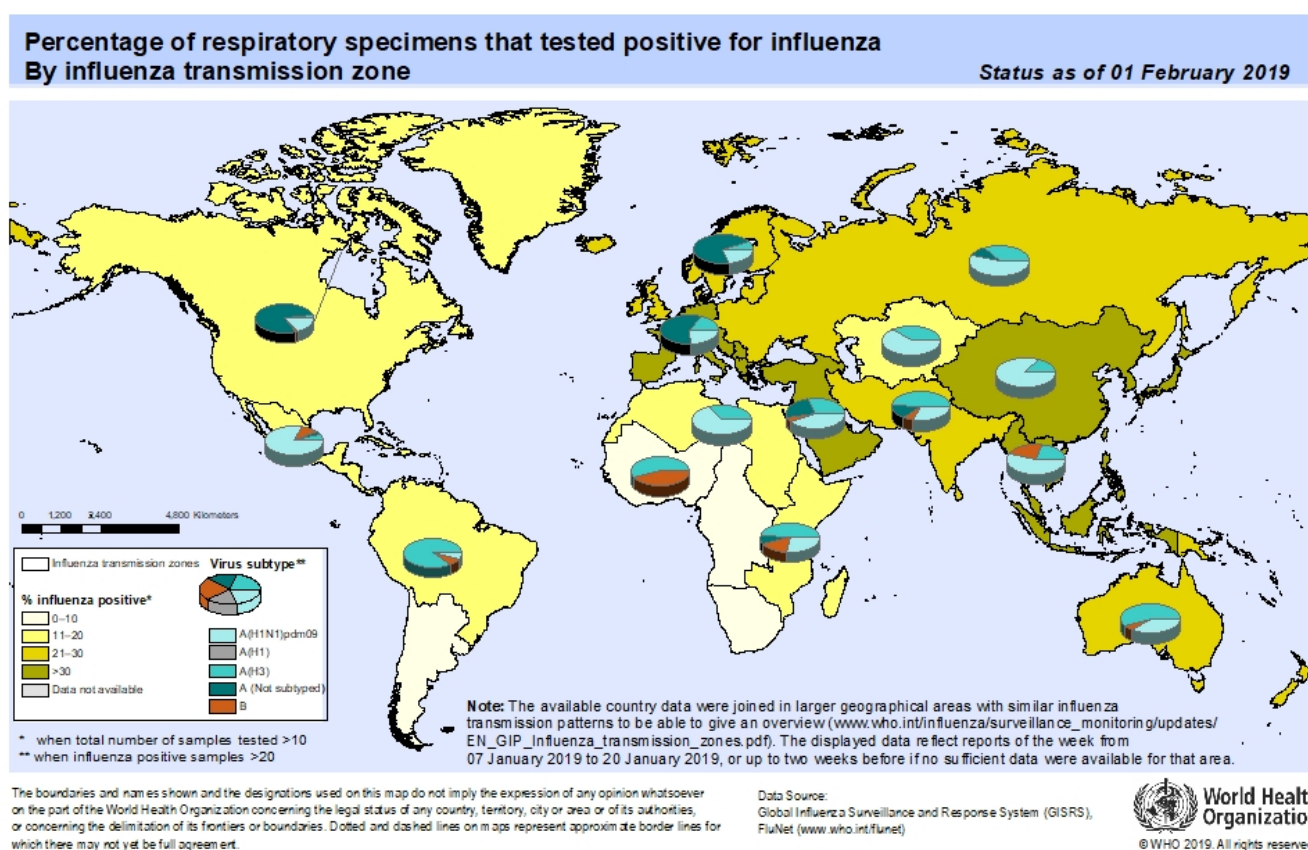 Percentage of respiratory specimens that tested positive for influenza
By influenza transmission zone
Status as of 01 February 2019
0 1,200 2,400 4,800 Kilometers
Influenza transmission zones
% influenza positive*
0–10
11–20
21–30
>30
Data not available
Virus subtype**
A(H1N1)pdm09
A(H1)
A(H3)
A (Not subtyped)
B
* when total number of samples tested >10
** when influenza positive samples >20
Note: The available country data were joined in larger geographical areas with similar influenza
transmission patterns to be able to give an overview (www.who.int/influenza/surveillance_monitoring/updates/
EN_GIP_Influenza_transmission_zones.pdf). The displayed data reflect reports of the week from
07 January 2019 to 20 January 2019, or up to two weeks before if no sufficient data were available for that area.
The boundaries and names shown and the designations used on this map do not imply the expression of any opinion whatsoever
on the part of the World Health Organization concerning the legal status of any country, territory, city or area or of its authorities,
or concerning the delimitation of its frontiers or boundaries. Dotted and dashed lines on maps represent approximate border lines for
which there may not yet be full agreement.
Data Source:
Global Influenza Surveillance and Response System (GISRS),
FluNet (www.who.int/flunet)
World Healt
Organizatio
© WHO 2019. All rights reserve